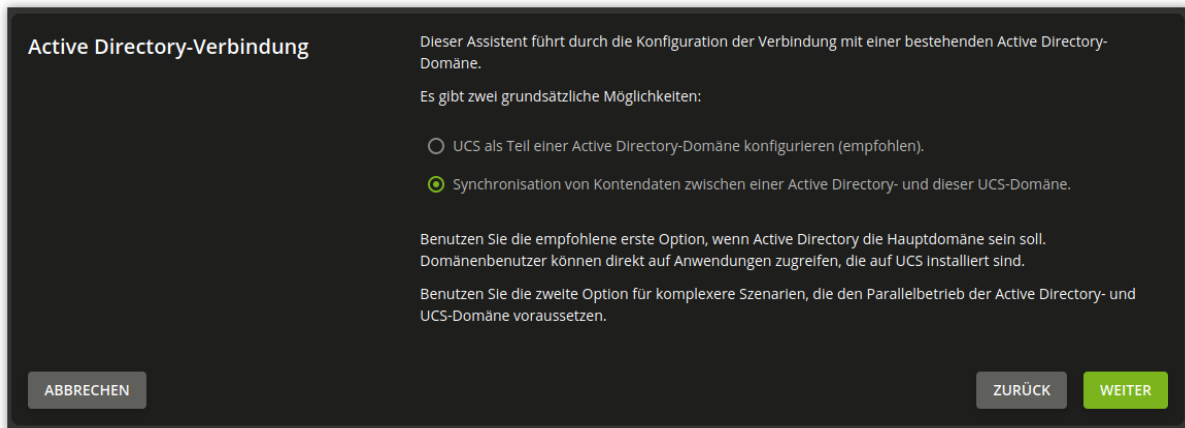 Active Directory-Verbindung
Dieser Assistent führt durch die Konfiguration der Verbindung mit einer bestehenden Active Directory-
Domäne.
Es gibt zwei grundsätzliche Möglichkeiten:
UCS als Teil einer Active Directory-Domäne konfigurieren (empfohlen).
Synchronisation von Kontendaten zwischen einer Active Directory- und dieser UCS-Domäne.
Benutzen Sie die empfohlene erste Option, wenn Active Directory die Hauptdomäne sein soll.
Domänenbenutzer können direkt auf Anwendungen zugreifen, die auf UCS installiert sind.
Benutzen Sie die zweite Option für komplexere Szenarien, die den Parallelbetrieb der Active Directory- und
UCS-Domäne voraussetzen.
ABBRECHEN
ZURÜCK
WEITER